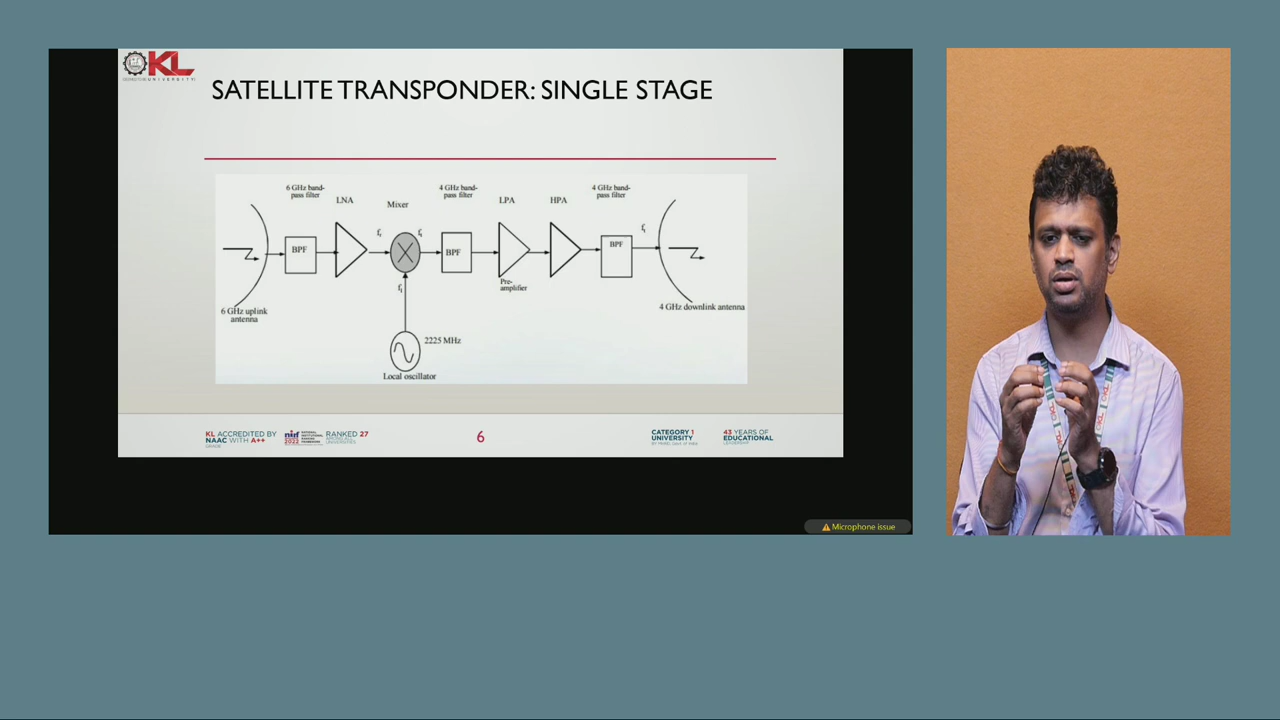 KL
SATELLITE TRANSPONDER: SINGLE STAGE
6 GHz band-
pass filter
LNA
Mixer
4 GHz band-
pass filter
LPA
HPA
4 GHz band-
pass filter
BPF
BPF
BPF
Pre-
amplifier
6 GHz uplink
antenna
4 GHz downlink antenna
2225 MHz
Local oscillator
KL ACCREDITED BY
NAAC WITH A++
RANKED 27
6
CATEGORY 1
UNIVERSITY
43 YEARS OF
EDUCATIONAL
LEADERSHIP
Microphone issue